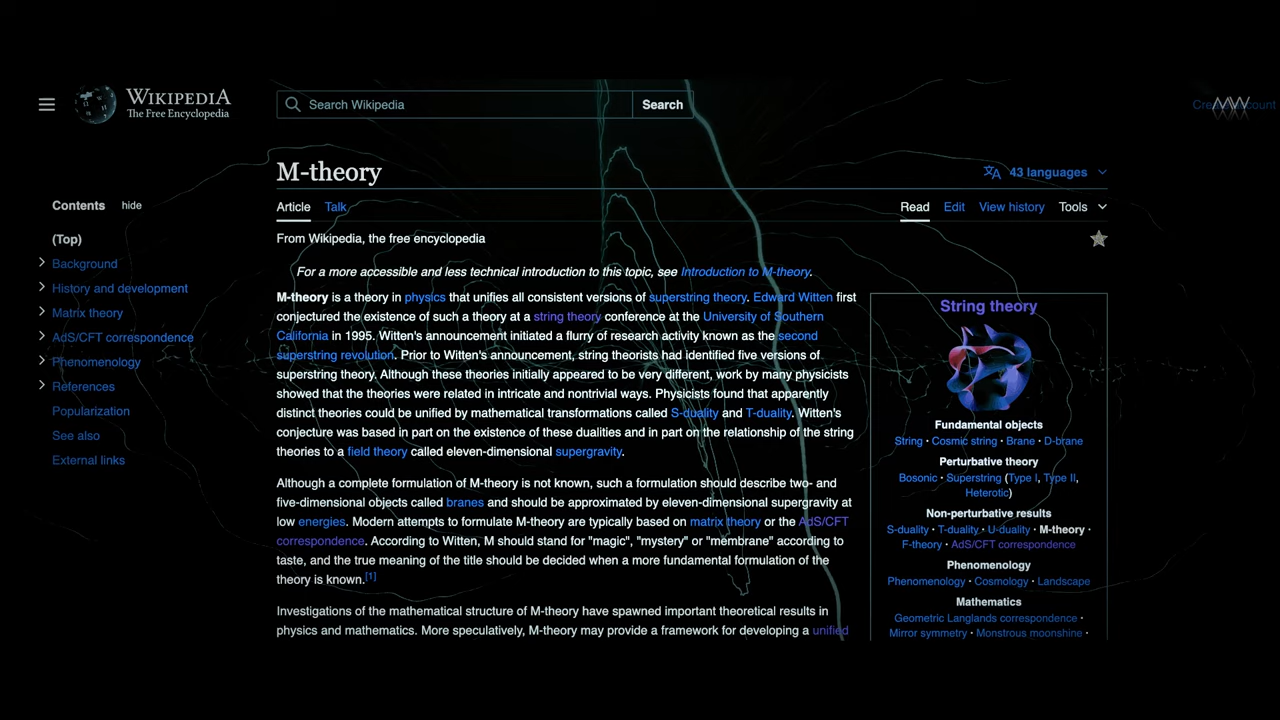 WIKIPEDIA
The Free Encyclopedia
Search Wikipedia
Search
MW
M-theory
43 languages
Contents hide
Article Talk
Read Edit View history Tools
(Top)
Background
History and development
Matrix theory
AdS/CFT correspondence
Phenomenology
References
Popularization
See also
External links
From Wikipedia, the free encyclopedia
For a more accessible and less technical introduction to this topic, see Introduction to M-theory.
M-theory is a theory in physics that unifies all consistent versions of superstring theory. Edward Witten first
conjectured the existence of such a theory at a string theory conference at the University of Southern
California in 1995. Witten's announcement initiated a flurry of research activity known as the second
superstring revolution. Prior to Witten's announcement, string theorists had identified five versions of
superstring theory. Although these theories initially appeared to be very different, work by many physicists
showed that the theories were related in intricate and nontrivial ways. Physicists found that apparently
distinct theories could be unified by mathematical transformations called S-duality and T-duality. Witten's
conjecture was based in part on the existence of these dualities and in part on the relationship of the string
theories to a field theory called eleven-dimensional supergravity.
Although a complete formulation of M-theory is not known, such a formulation should describe two- and
five-dimensional objects called branes and should be approximated by eleven-dimensional supergravity at
low energies. Modern attempts to formulate M-theory are typically based on matrix theory or the AdS/CFT
correspondence. According to Witten, M should stand for "magic", "mystery" or "membrane" according to
taste, and the true meaning of the title should be decided when a more fundamental formulation of the
theory is known.[1]
Investigations of the mathematical structure of M-theory have spawned important theoretical results in
physics and mathematics. More speculatively, M-theory may provide a framework for developing a unified
String theory
Fundamental objects
String · Cosmic string · Brane · D-brane
Perturbative theory
Bosonic · Superstring (Type I, Type II,
Heterotic)
Non-perturbative results
S-duality · T-duality · U-duality · M-theory ·
F-theory · AdS/CFT correspondence
Phenomenology
Phenomenology · Cosmology · Landscape
Mathematics
Geometric Langlands correspondence ·
Mirror symmetry · Monstrous moonshine ·